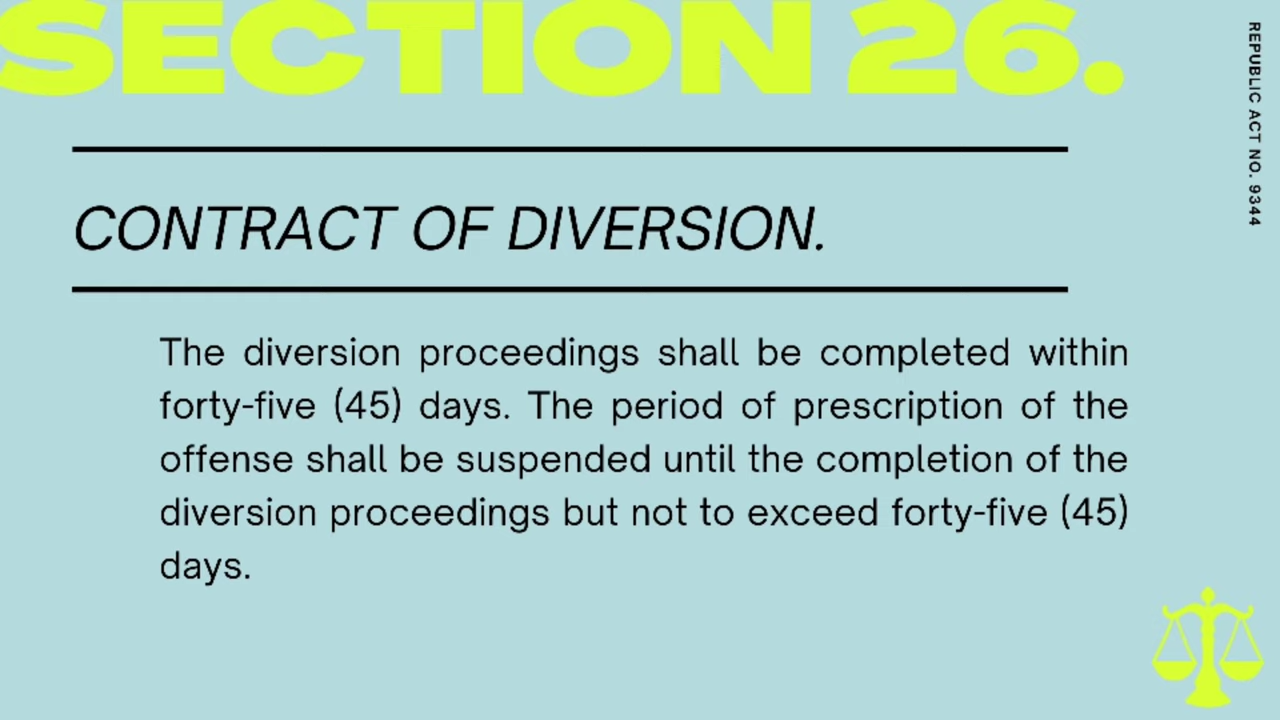 SECTION 26.
REPUBLIC ACT NO. 9344
CONTRACT OF DIVERSION.
The diversion proceedings shall be completed within
forty-five (45) days. The period of prescription of the
offense shall be suspended until the completion of the
diversion proceedings but not to exceed forty-five (45)
days.